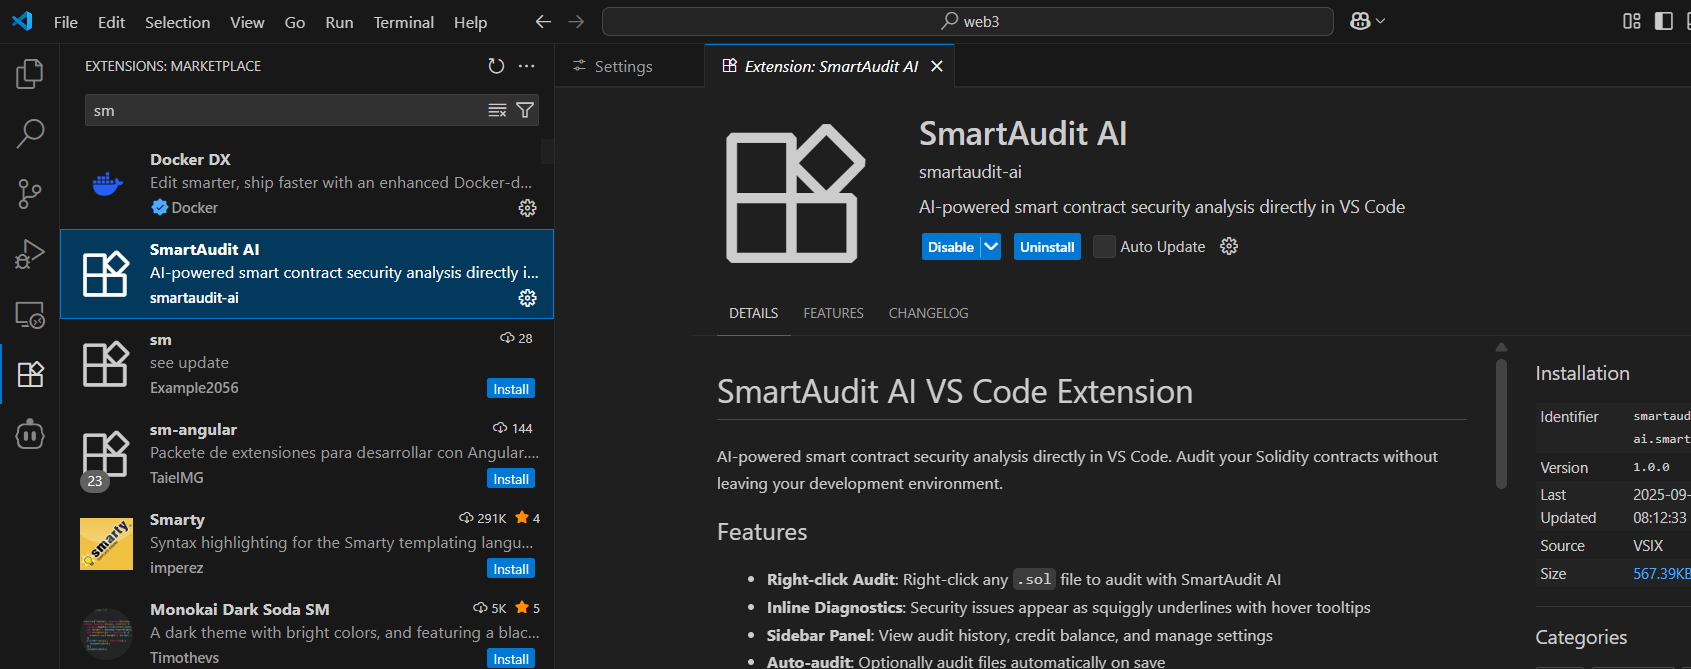 File Edit Selection View Go Run Terminal Help
web3
EXTENSIONS: MARKETPLACE
sm
Docker DX
Edit smarter, ship faster with an enhanced Docker-d...
Docker
SmartAudit AI
AI-powered smart contract security analysis directly i...
smartaudit-ai
sm 28
see update
Example2056 Install
sm-angular 144
Packete de extensiones para desarrollar con Angular....
23
TaielMG Install
Smarty 291K 4
smarty
Syntax highlighting for the Smarty templating langu...
imperez Install
Monokai Dark Soda SM 5K 5
A dark theme with bright colors, and featuring a blac...
Timothevs Install
Settings
Extension: SmartAudit AI
SmartAudit AI
smartaudit-ai
AI-powered smart contract security analysis directly in VS Code
Disable Uninstall Auto Update
DETAILS FEATURES CHANGELOG
SmartAudit AI VS Code Extension
AI-powered smart contract security analysis directly in VS Code. Audit your Solidity contracts without
leaving your development environment.
Features
• Right-click Audit: Right-click any .sol file to audit with SmartAudit AI
• Inline Diagnostics: Security issues appear as squiggly underlines with hover tooltips
• Sidebar Panel: View audit history, credit balance, and manage settings
• Auto-audit: Optionally audit files automatically on save
Installation
Identifier smartaud
ai.smart
Version 1.0.0
Last 2025-09-
Updated 08:12:33
Source VSIX
Size 567.39KB
Categories